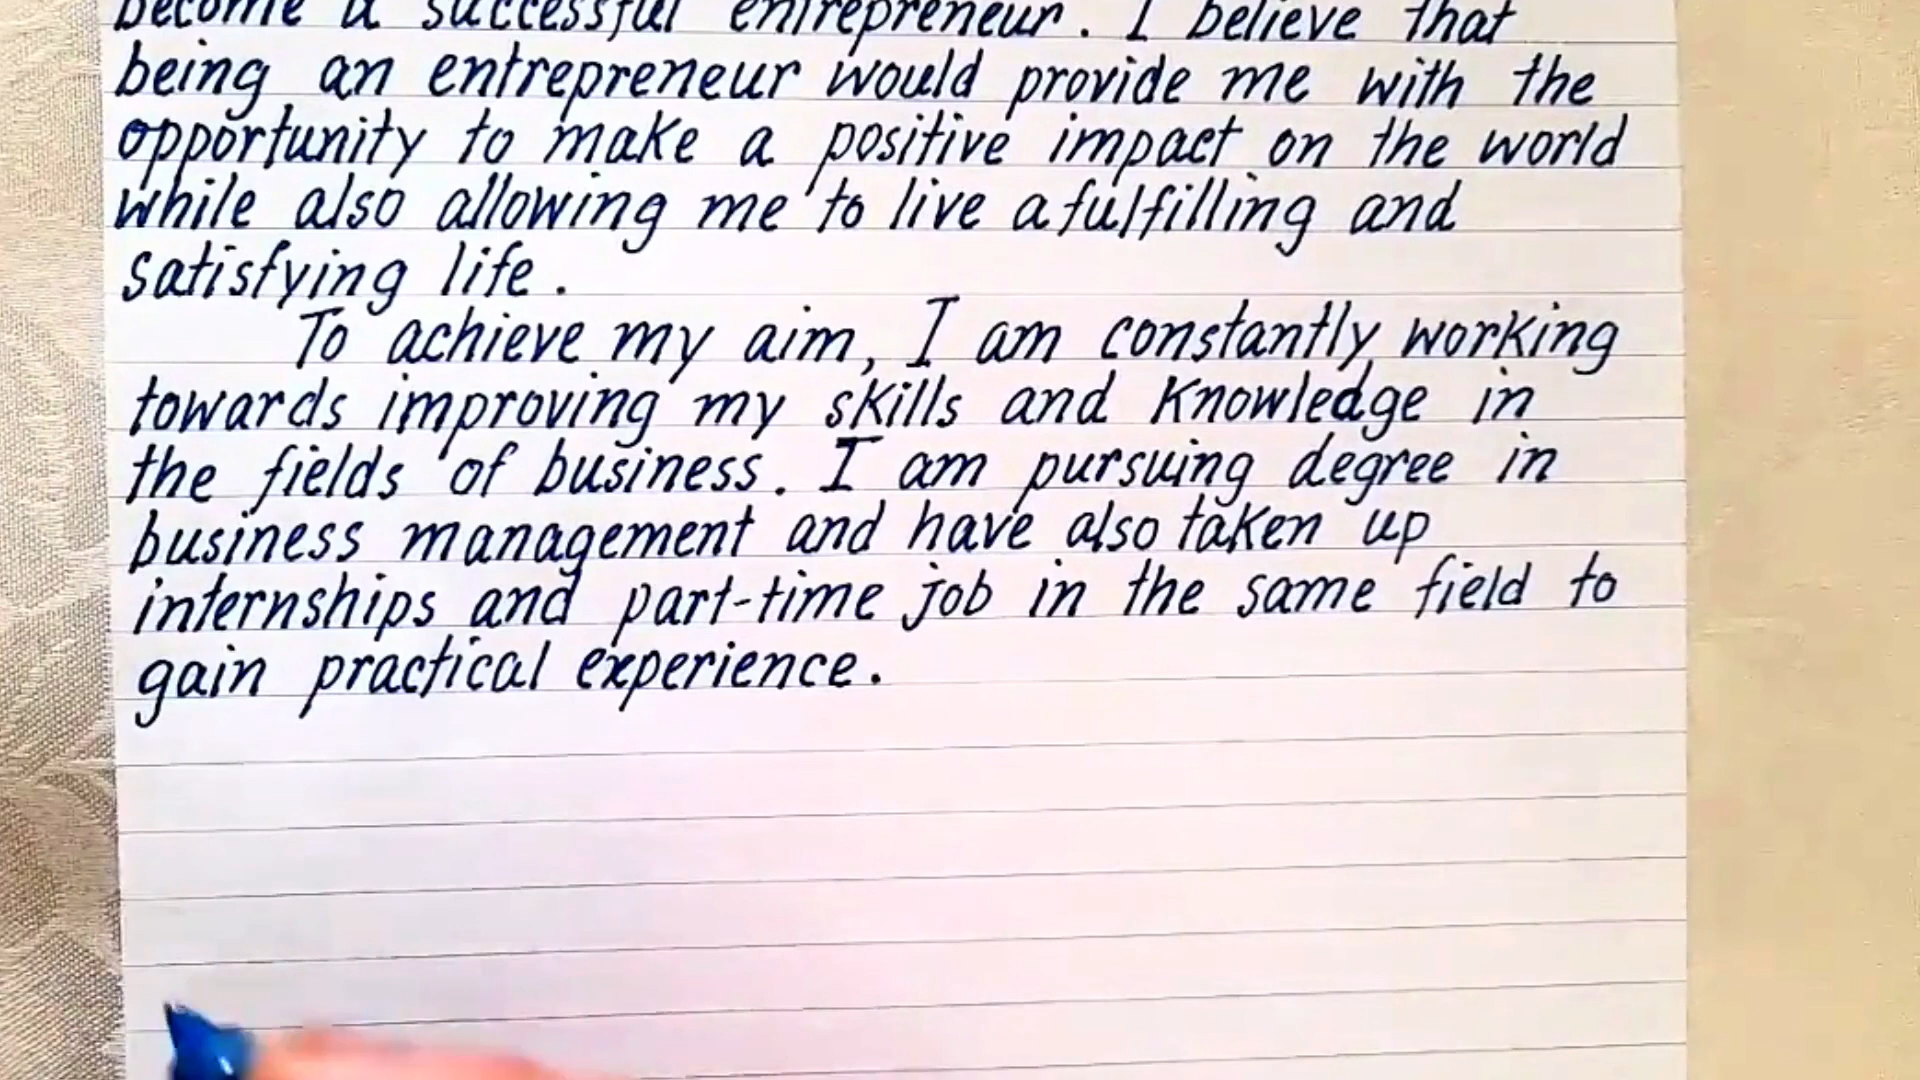 become a successful entrepreneur. I believe that
being an entrepreneur would provide me with the
opportunity to make a positive impact on the world
while also allowing me to live a fulfilling and
satisfying life.
To achieve my aim, I am constantly working
towards improving my skills and Knowledge in
the fields of business. I am pursuing degree in
business management and have also taken up
internships and part-time job in the same field to
gain practical experience.